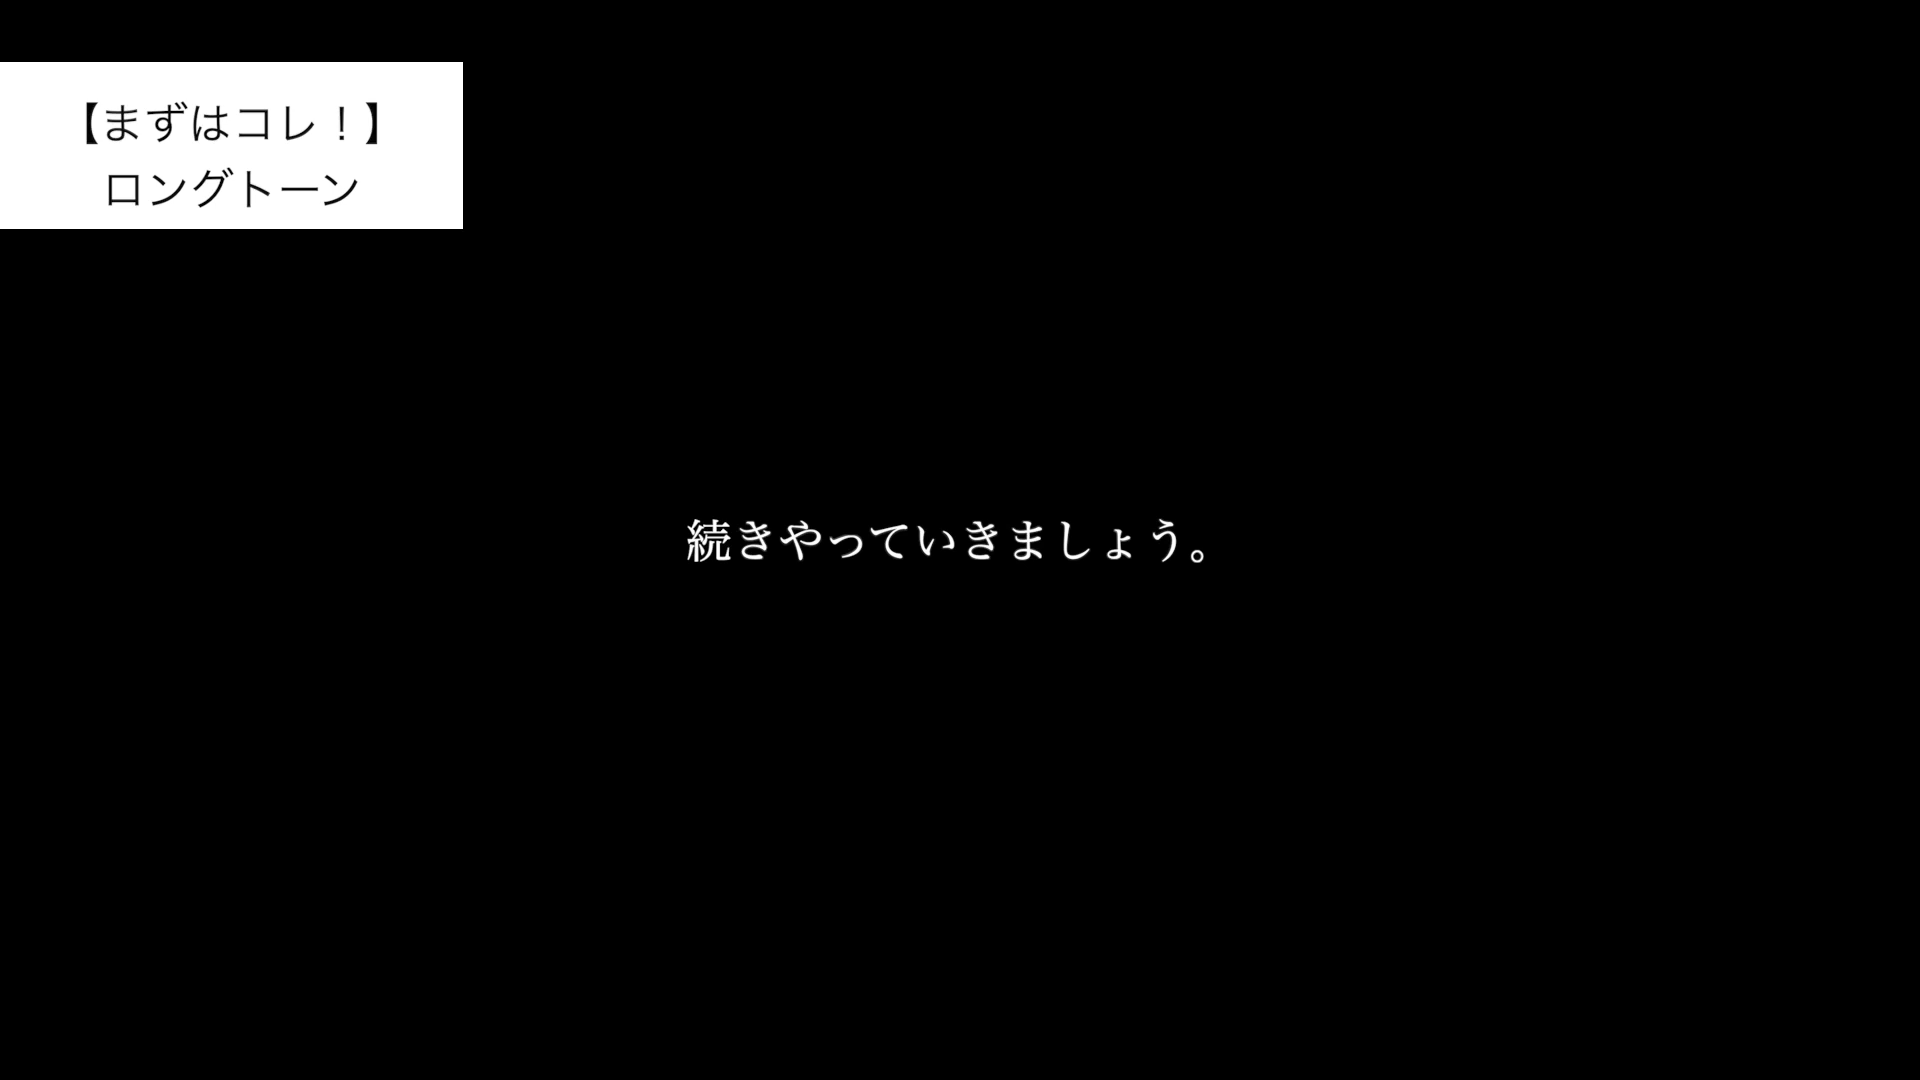 【まずはコレ！】
ロングトーン
続きやっていきましょう。